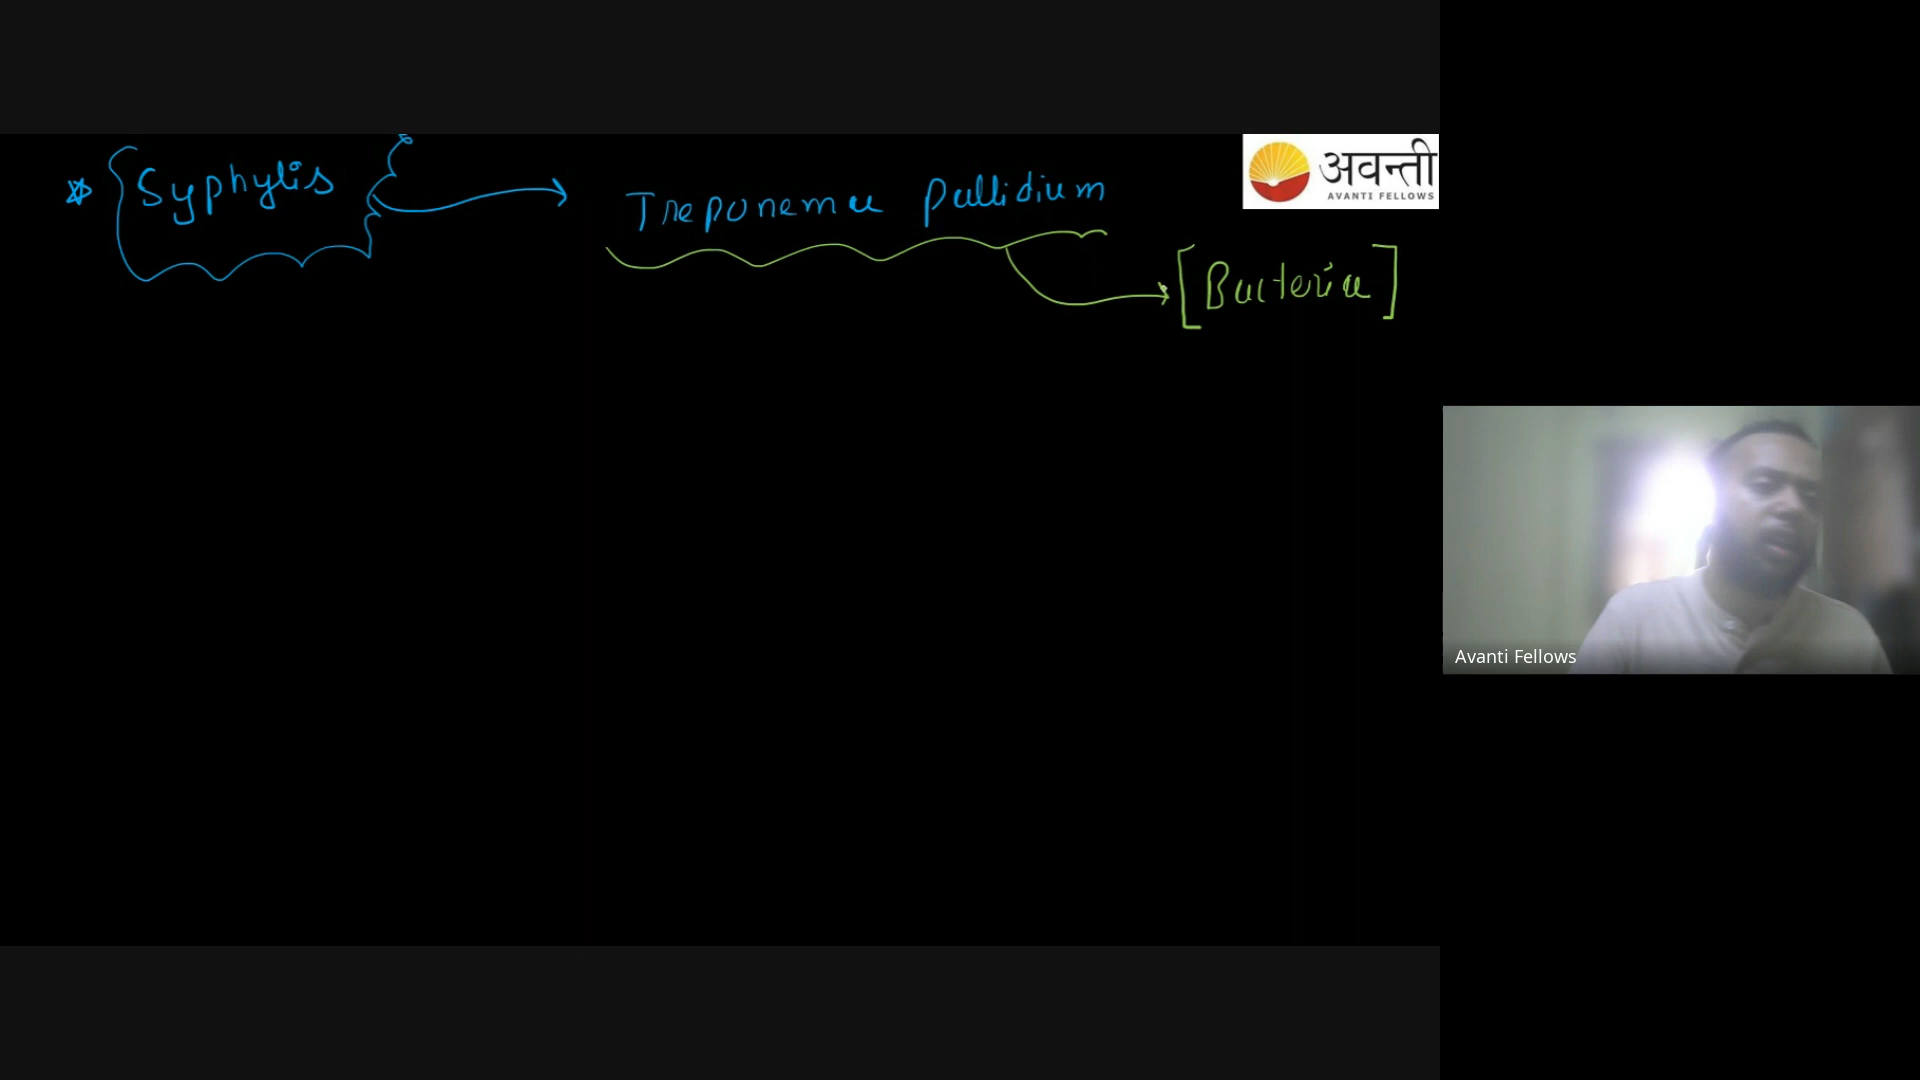 Syphylis
Treponema pallidium
[Bacteria]
अवन्ती
AVANTI FELLOWS
Avanti Fellows